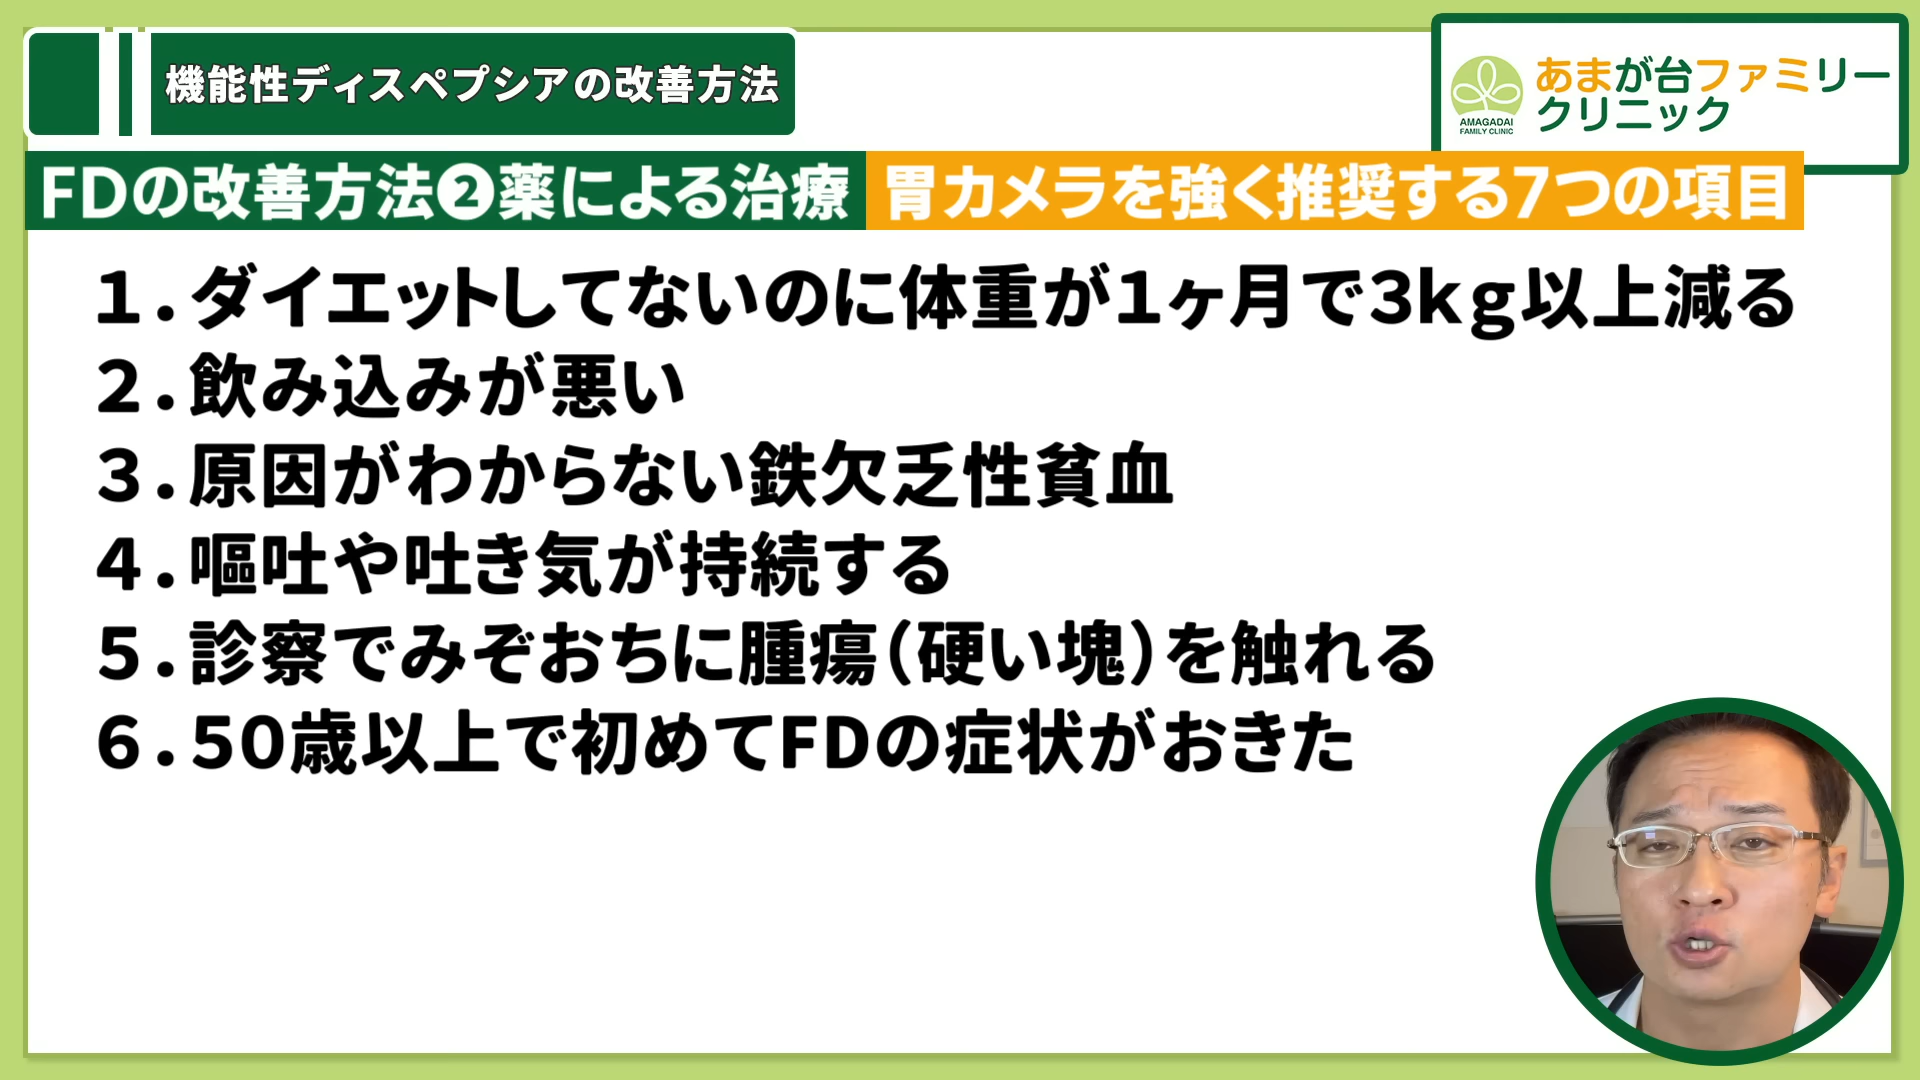 機能性ディスペプシアの改善方法
あまが台ファミリー
クリニック
AMAGADAI
FAMILY CLINIC
FDの改善方法❷薬による治療 胃カメラを強く推奨する7つの項目
1.ダイエットしてないのに体重が1ヶ月で3kg以上減る
2.飲み込みが悪い
3.原因がわからない鉄欠乏性貧血
4.嘔吐や吐き気が持続する
5.診察でみぞおちに腫瘍(硬い塊)を触れる
6.50歳以上で初めてFDの症状がおきた